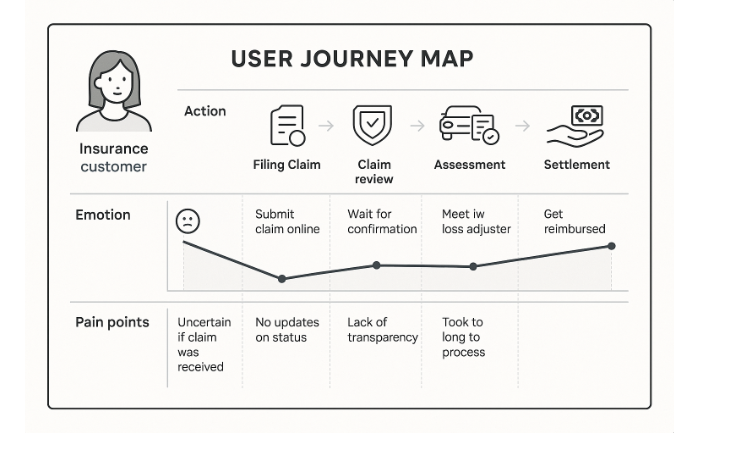 USER JOURNEY MAP
Insurance
customer
Action
Filing Claim
Claim
review
Assessment
Settlement
Emotion
Submit
claim online
Wait for
confirmation
Meet iw
loss adjuster
Get
reimbursed
Pain points
Uncertain
if claim
was
received
No updates
on status
Lack of
transparency
Took to
long to
process